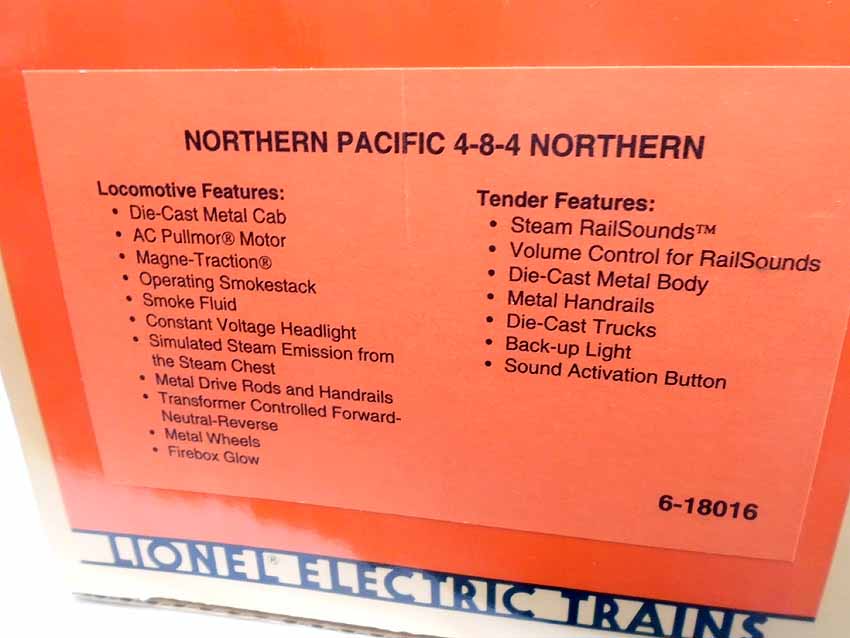 NORTHERN PACIFIC 4-8-4 NORTHERN
Locomotive Features:
• Die-Cast Metal Cab
• AC Pullmor® Motor
• Magne-Traction®
• Operating Smokestack
• Smoke Fluid
• Constant Voltage Headlight
• Simulated Steam Emission from
the Steam Chest
• Metal Drive Rods and Handrails
• Transformer Controlled Forward-
Neutral-Reverse
• Metal Wheels
• Firebox Glow
Tender Features:
• Steam RailSounds™
• Volume Control for RailSounds
• Die-Cast Metal Body
• Metal Handrails
• Die-Cast Trucks
• Back-up Light
• Sound Activation Button
6-18016
LIONEL® ELECTRIC TRAINS